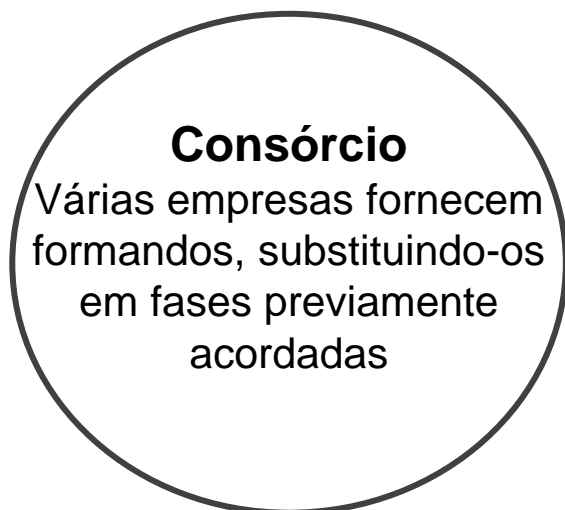 Consórcio
Várias empresas fornecem
formandos, substituindo-os
em fases previamente
acordadas